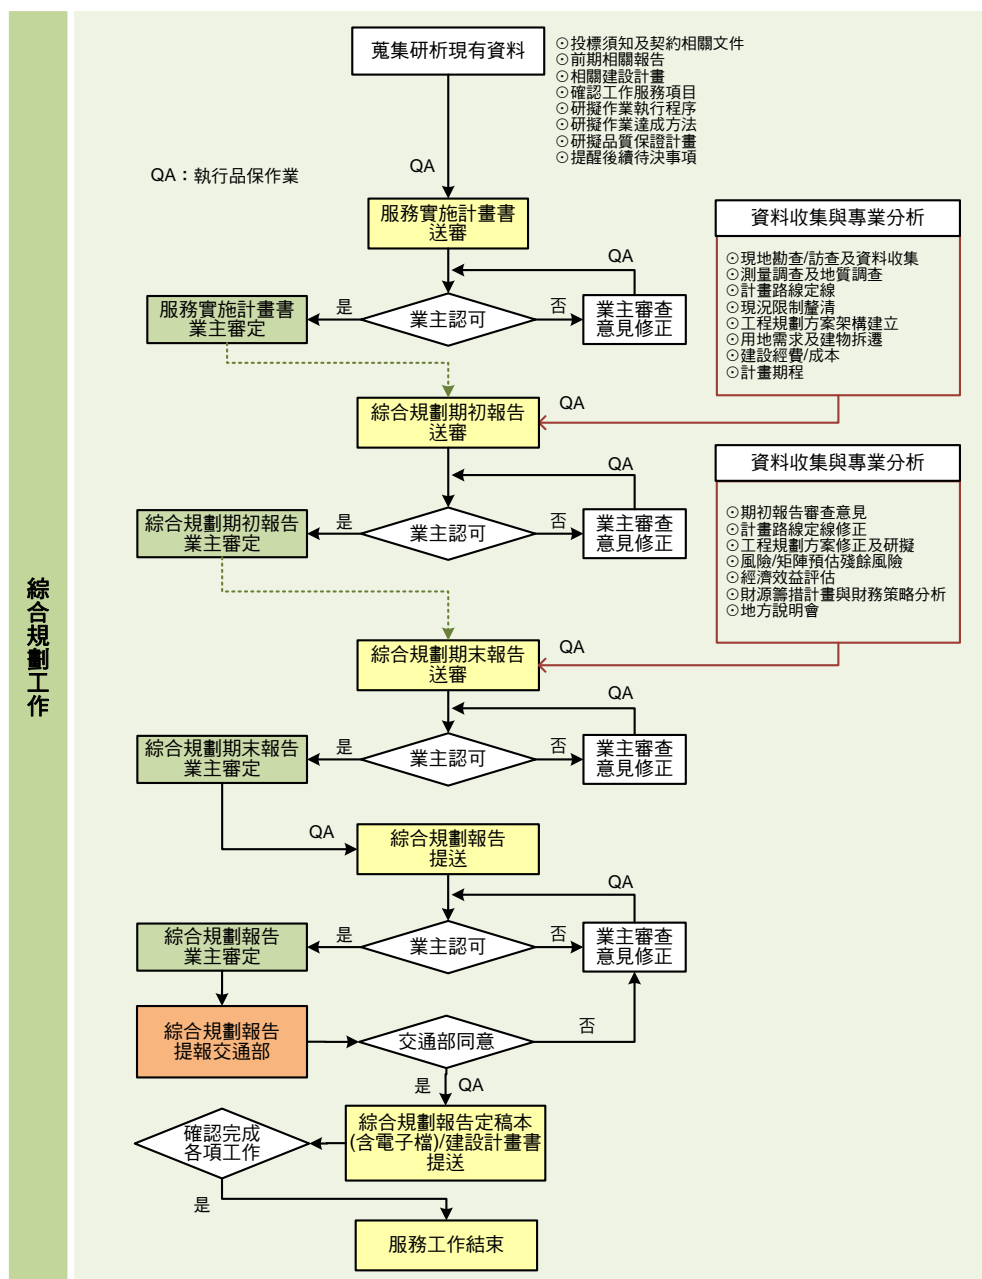 綜合規劃工作
蒐集研析現有資料
⊙投標須知及契約相關文件
⊙前期相關報告
⊙相關建設計畫
⊙確認工作服務項目
⊙研擬作業執行程序
⊙研擬作業達成方法
⊙研擬品質保證計畫
⊙提醒後續待決事項
QA
QA：執行品保作業
服務實施計畫書
送審
資料收集與專業分析
⊙現地勘查/訪查及資料收集
⊙測量調查及地質調查
⊙計畫路線定線
⊙現況限制釐清
⊙工程規劃方案架構建立
⊙用地需求及建物拆遷
⊙建設經費/成本
⊙計畫期程
QA
服務實施計畫書
業主審定
是
業主認可
否
業主審查
意見修正
QA
綜合規劃期初報告
送審
QA
資料收集與專業分析
⊙期初報告審查意見
⊙計畫路線定線修正
⊙工程規劃方案修正及研擬
⊙風險/矩陣預估殘餘風險
⊙經濟效益評估
⊙財源籌措計畫與財務策略分析
⊙地方說明會
綜合規劃期初報告
業主審定
是
業主認可
否
業主審查
意見修正
QA
綜合規劃期末報告
送審
QA
綜合規劃期末報告
業主審定
是
業主認可
否
業主審查
意見修正
QA
綜合規劃報告
提送
QA
綜合規劃報告
業主審定
是
業主認可
否
業主審查
意見修正
綜合規劃報告
提報交通部
交通部同意
否
是
QA
確認完成
各項工作
綜合規劃報告定稿本
(含電子檔)/建設計畫書
提送
是
服務工作結束